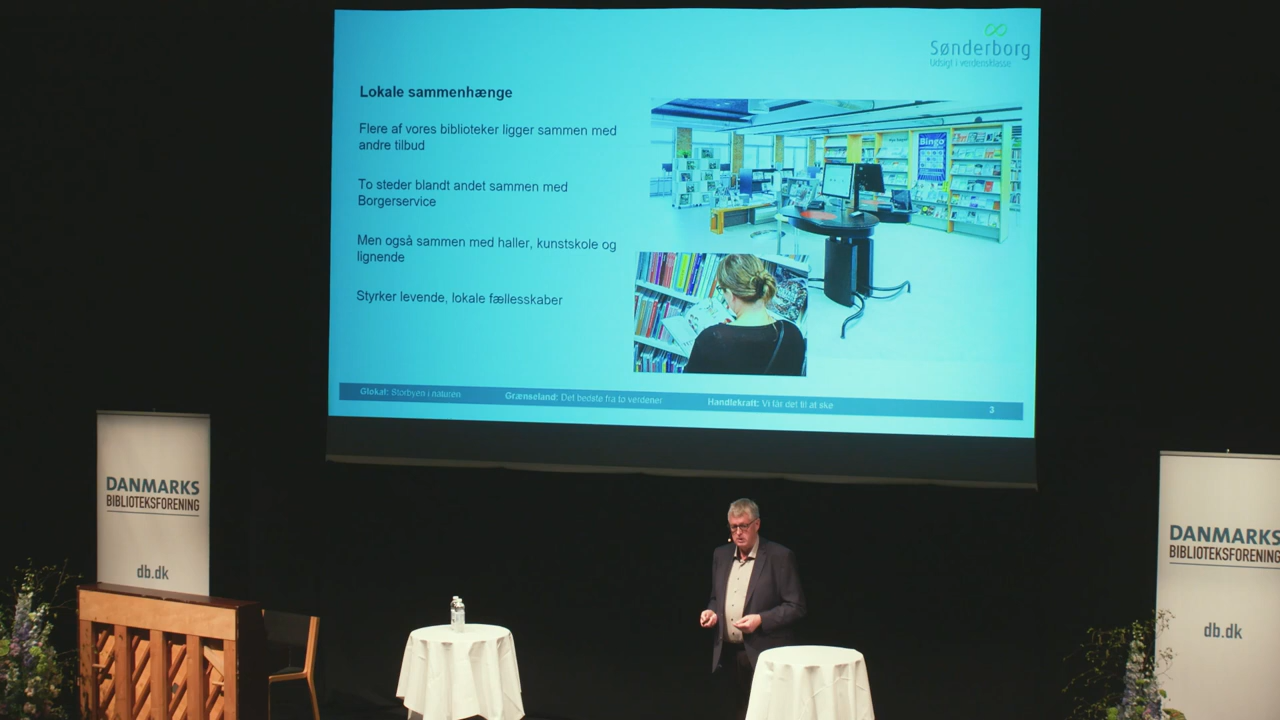 Sønderborg
Udsigt i verdensklasse
Lokale sammenhænge
Flere af vores biblioteker ligger sammen med
andre tilbud
To steder blandt andet sammen med
Borgerservice
Men også sammen med haller, kunstskole og
lignende
Styrker levende, lokale fællesskaber
Bingo
Glokal: Storbyen i naturen
Grænseland: Det bedste fra to verdener
Handlekraft: Vi får det til at ske
3
DANMARKS
BIBLIOTEKSFORENING
db.dk
DANMARKS
BIBLIOTEKSFORENING
db.dk